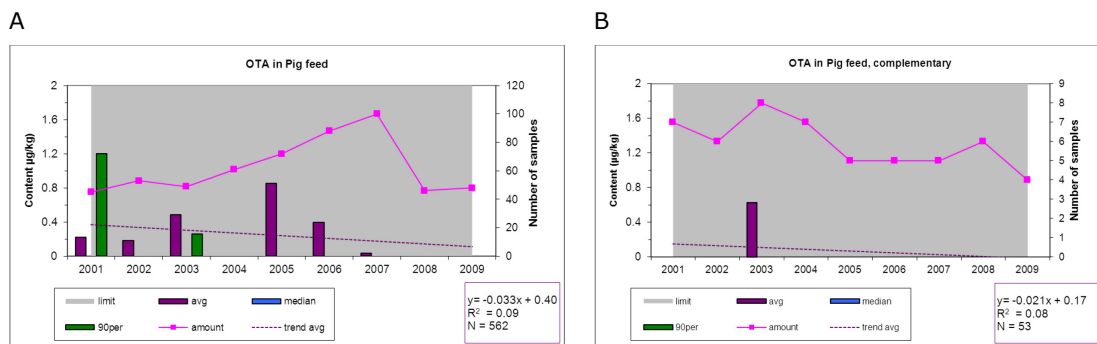 A
OTA in Pig feed
Content µg/kg)
2
1.6
1.2
0.8
0.4
0
120
100
80
60
40
20
0
Number of samples
2001 2002 2003 2004 2005 2006 2007 2008 2009
limit avg median
90per amount trend avg
y= -0.033x + 0.40
R² = 0.09
N = 562
B
OTA in Pig feed, complementary
Content µg/kg)
2
1.6
1.2
0.8
0.4
0
9
8
7
6
5
4
3
2
1
0
Number of samples
2001 2002 2003 2004 2005 2006 2007 2008 2009
limit avg median
90per amount trend avg
y= -0.021x + 0.17
R² = 0.08
N = 53